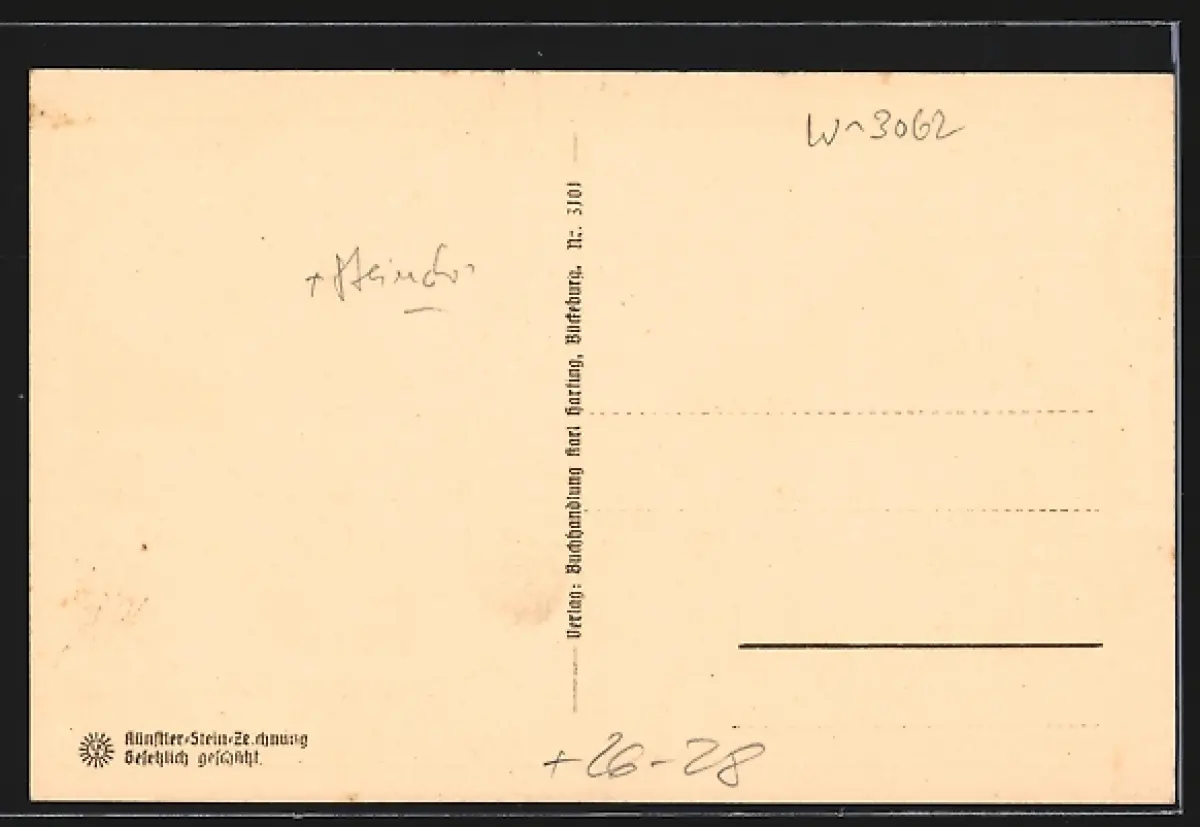 W~3062
Verlag: Buchhandlung Karl Harting, Bückeburg. Nr. 3101
Künstler-Stein-Zeichnung
Gesetzlich geschützt.
+ 26-28